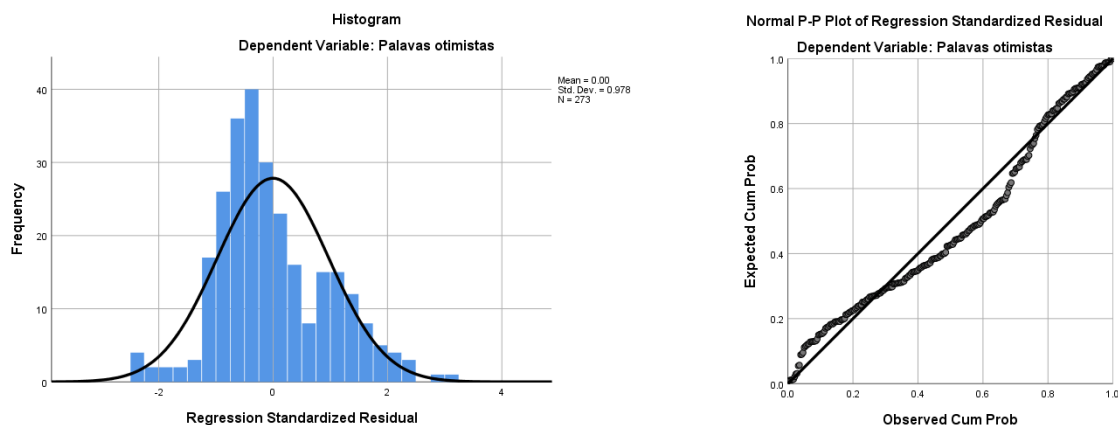 Histogram
Dependent Variable: Palavas otimistas
Mean = 0.00
Std. Dev. = 0.978
N = 273
Frequency
40
30
20
10
0
-2
0
2
4
Regression Standardized Residual
Normal P-P Plot of Regression Standardized Residual
Dependent Variable: Palavas otimistas
Expected Cum Prob
1.0
0.8
0.6
0.4
0.2
0.0
0.0
0.2
0.4
0.6
0.8
1.0
Observed Cum Prob